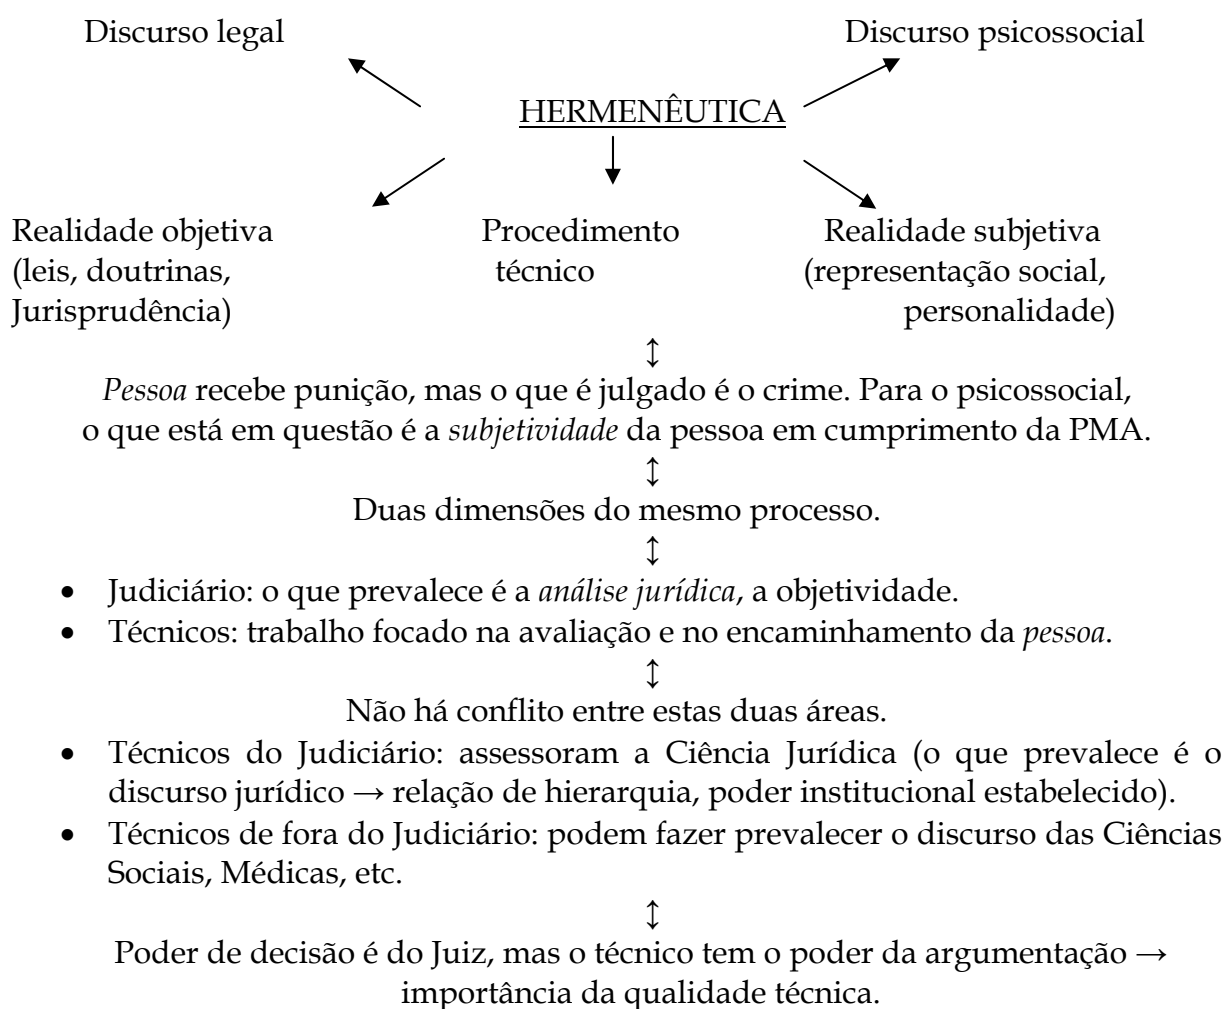 Discurso legal Discurso psicossocial
HERMENÊUTICA
Realidade objetiva Procedimento Realidade subjetiva
(leis, doutrinas, técnico (representação social,
Jurisprudência) personalidade)
↕
Pessoa recebe punição, mas o que é julgado é o crime. Para o psicossocial,
o que está em questão é a subjetividade da pessoa em cumprimento da PMA.
↕
Duas dimensões do mesmo processo.
↕
• Judiciário: o que prevalece é a análise jurídica, a objetividade.
• Técnicos: trabalho focado na avaliação e no encaminhamento da pessoa.
↕
Não há conflito entre estas duas áreas.
• Técnicos do Judiciário: assessoram a Ciência Jurídica (o que prevalece é o
discurso jurídico → relação de hierarquia, poder institucional estabelecido).
• Técnicos de fora do Judiciário: podem fazer prevalecer o discurso das Ciências
Sociais, Médicas, etc.
↕
Poder de decisão é do Juiz, mas o técnico tem o poder da argumentação →
importância da qualidade técnica.